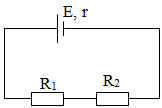 E, r
R₁ R₂